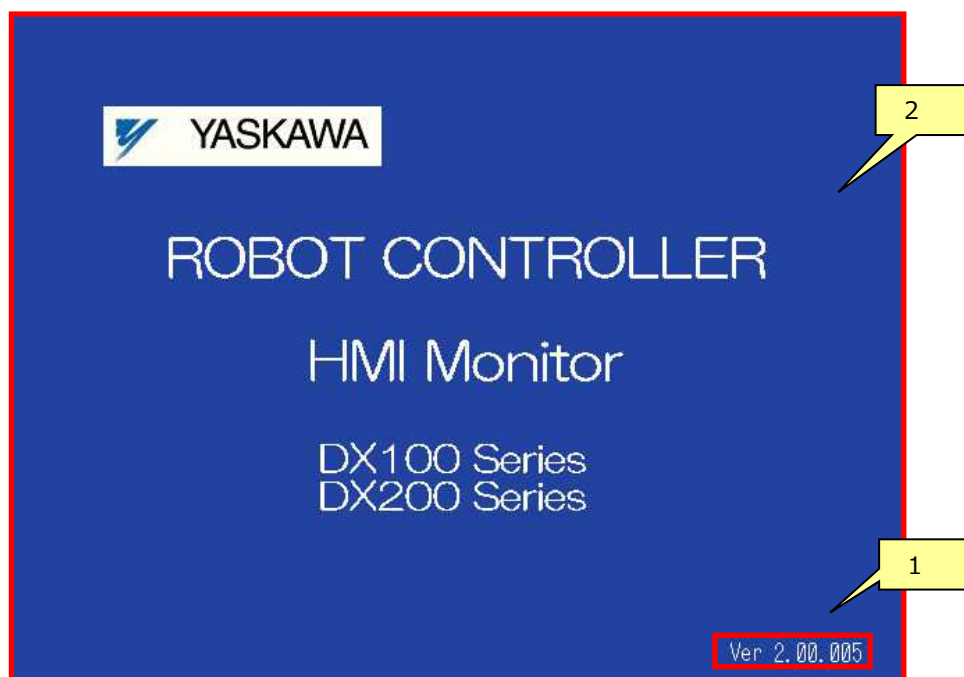 YASKAWA
2
ROBOT CONTROLLER
HMI Monitor
DX100 Series
DX200 Series
1
Ver 2.00.005